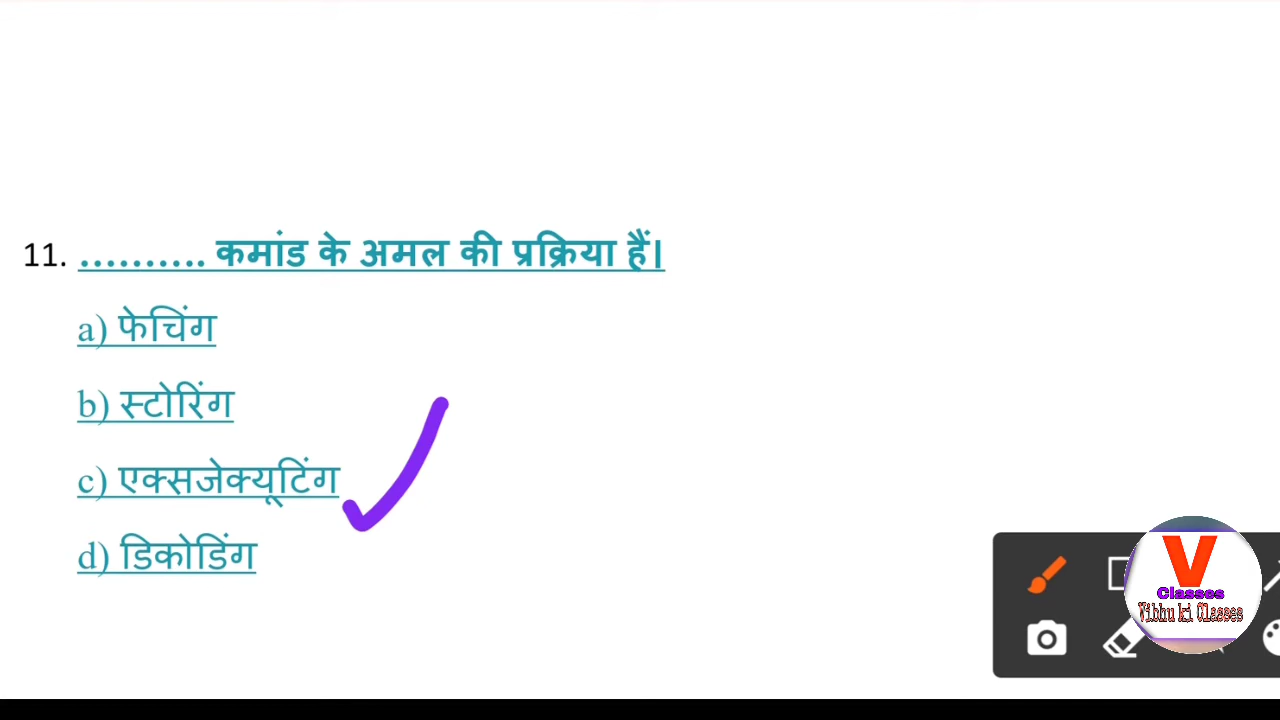 11. .......... कमांड के अमल की प्रक्रिया हैं।
a) फेचिंग
b) स्टोरिंग
c) एक्सजेक्यूटिंग
d) डिकोडिंग
V
Classes
Vibhu ki Classes